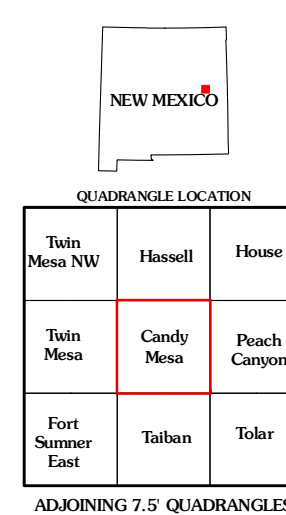 NEW MEXICO
QUADRANGLE LOCATION
Twin
Mesa NW
Hassell
House
Twin
Mesa
Candy
Mesa
Peach
Canyon
Fort
Sumner
East
Taiban
Tolar
ADJOINING 7.5' QUADRANGLES